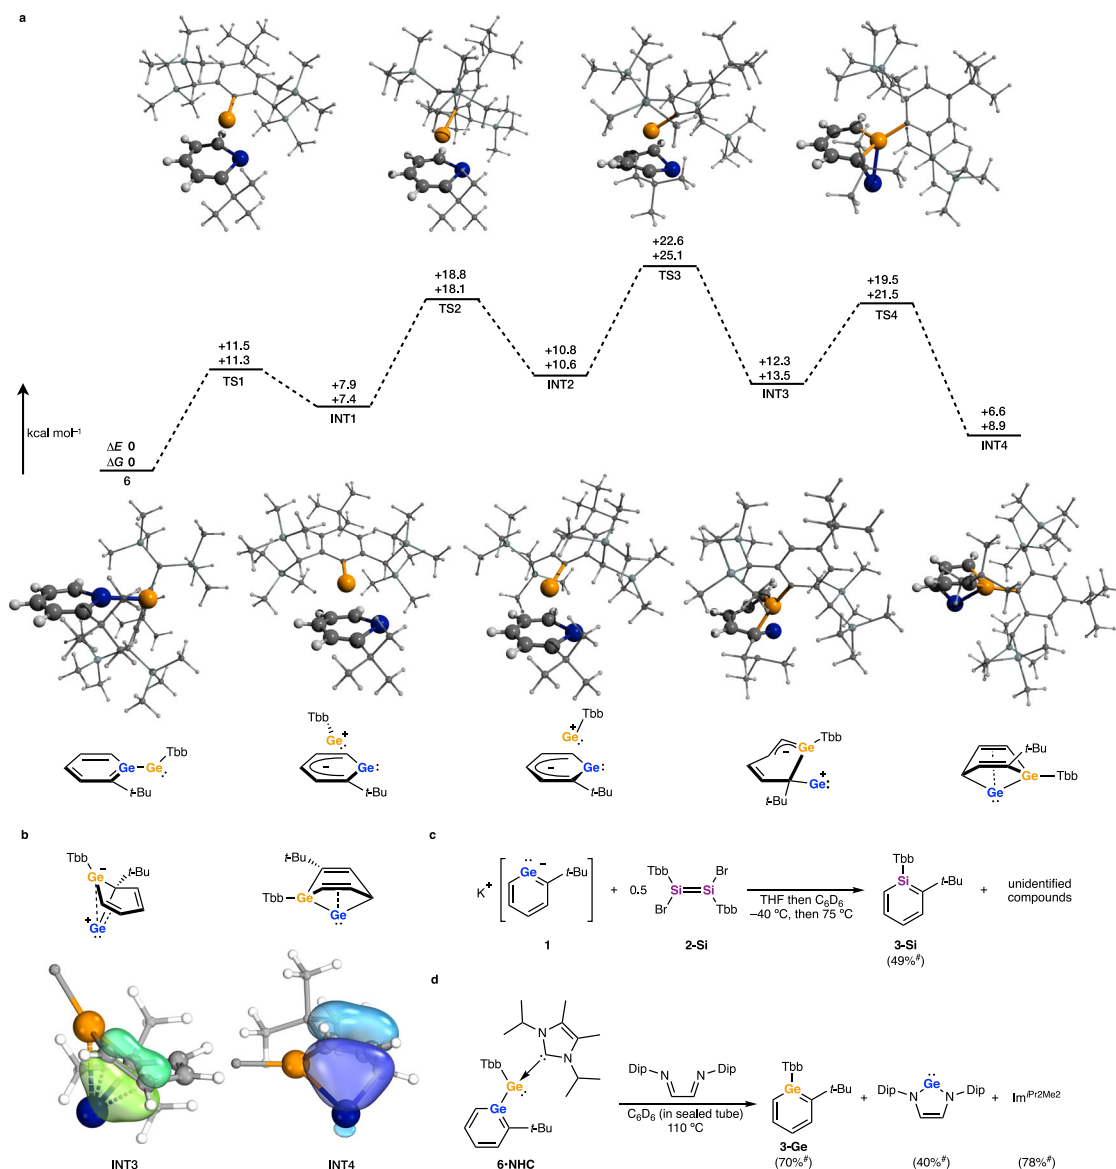 a
+11.5
+11.3
TS1
+18.8
+18.1
TS2
+22.6
+25.1
TS3
+19.5
+21.5
TS4
kcal mol⁻¹
ΔE 0
ΔG 0
6
+7.9
+7.4
INT1
+10.8
+10.6
INT2
+12.3
+13.5
INT3
+6.6
+8.9
INT4
Tbb
Ge
Ge
:
t-Bu
Tbb
+
Ge
:
−
Ge:
t-Bu
Tbb
+
Ge
:
−
Ge:
t-Bu
Tbb
Ge
−
+
Ge:
t-Bu
t-Bu
Ge
Tbb
Ge
:
b
Tbb
Ge
−
t-Bu
+
Ge
:
t-Bu
Tbb
Ge
Ge
:
INT3
INT4
c
K⁺
:
Ge
−
t-Bu
1
+
0.5
Tbb
Br
Si=Si
Br
Tbb
2-Si
THF then C₆D₆
−40 ºC, then 75 ºC
Tbb
Si
t-Bu
3-Si
(49%#)
+
unidentified
compounds
d
N
N
:
Tbb
Ge
:
Ge
t-Bu
6·NHC
Dip
N
N
Dip
C₆D₆ (in sealed tube)
110 ºC
Tbb
Ge
t-Bu
3-Ge
(70%#)
+
Dip
N
:
Ge
N
Dip
(40%#)
+
ImⁱPr2Me2
(78%#)